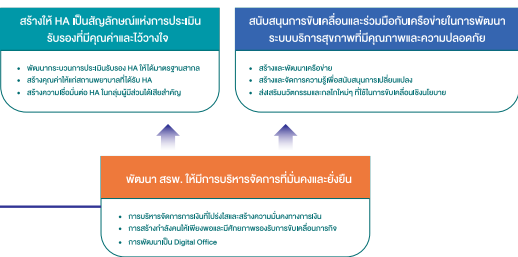 สร้างให้ HA เป็นสัญลักษณ์แห่งการประเมิน
รับรองที่มีคุณค่าและไว้วางใจ
• พัฒนากระบวนการประเมินรับรอง HA ให้ได้มาตรฐานสากล
• สร้างคุณค่าให้แก่สถานพยาบาลที่ได้รับ HA
• สร้างความเชื่อมั่นต่อ HA ในกลุ่มผู้มีส่วนได้เสียสำคัญ
สนับสนุนการขับเคลื่อนและร่วมมือกับเครือข่ายในการพัฒนา
ระบบบริการสุขภาพที่มีคุณภาพและความปลอดภัย
• สร้างและพัฒนาเครือข่าย
• สร้างและจัดการความรู้เพื่อสนับสนุนการเปลี่ยนแปลง
• ส่งเสริมนวัตกรรมและกลไกใหม่ๆ ที่ใช้ในการขับเคลื่อนเชิงนโยบาย
พัฒนา สรพ. ให้มีการบริหารจัดการที่มั่นคงและยั่งยืน
• การบริหารจัดการการเงินที่โปร่งใสและสร้างความมั่นคงทางการเงิน
• การสร้างกำลังคนให้เพียงพอและมีศักยภาพรองรับการขับเคลื่อนภารกิจ
• การพัฒนาเป็น Digital Office